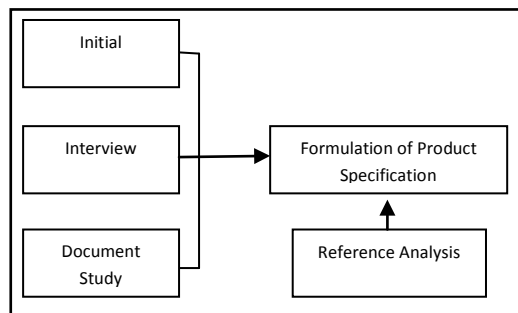 Initial
Interview
Formulation of Product
Specification
Document
Study
Reference Analysis